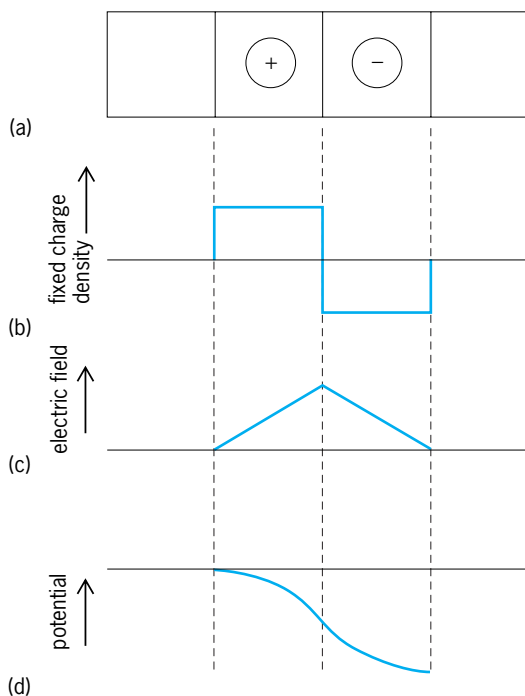 + −
(a)
fixed charge
density
(b)
electric field
(c)
potential
(d)